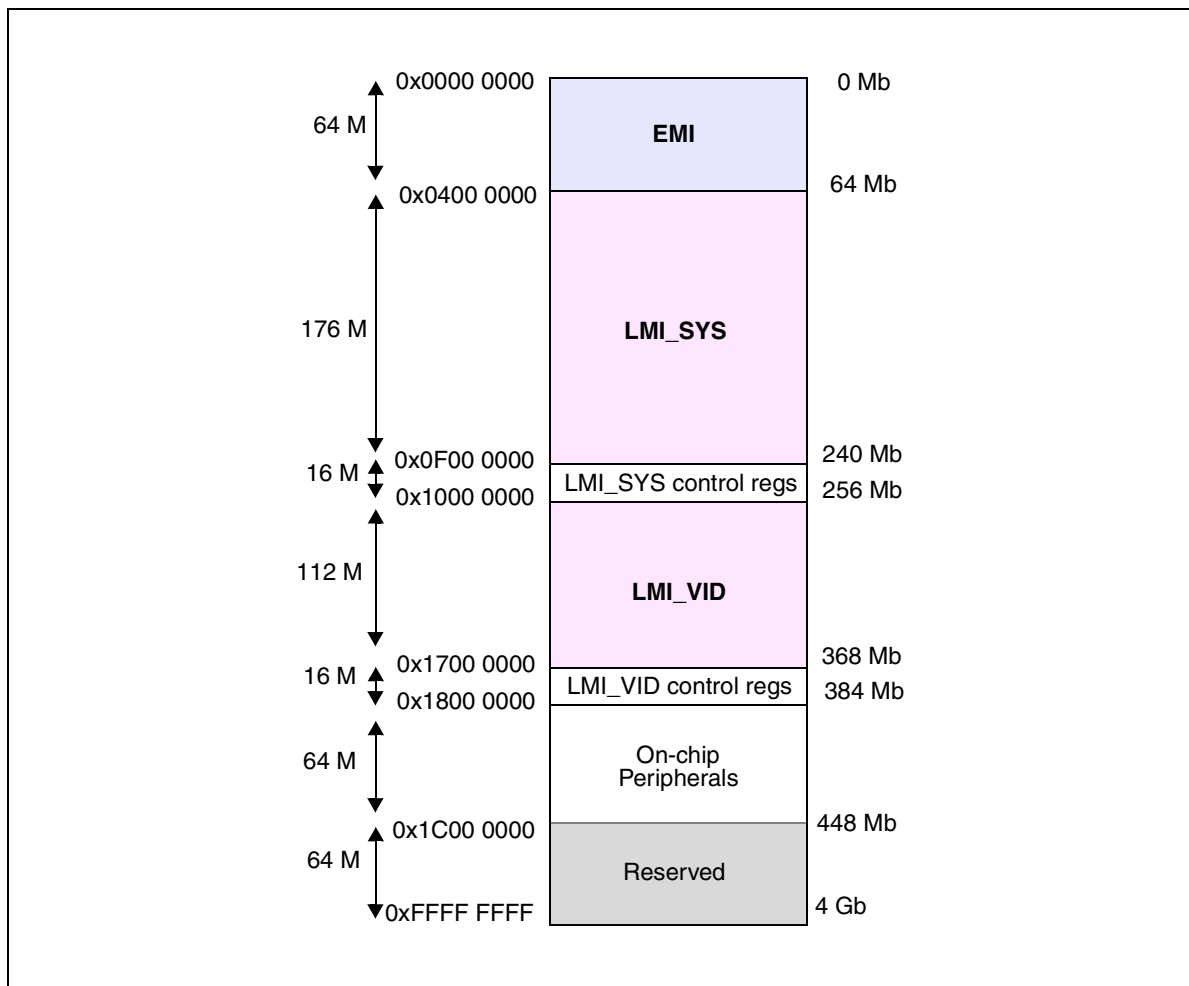 0x0000 0000
0 Mb
64 M
EMI
64 Mb
0x0400 0000
176 M
LMI_SYS
240 Mb
0x0F00 0000
16 M
LMI_SYS control regs
256 Mb
0x1000 0000
112 M
LMI_VID
368 Mb
0x1700 0000
16 M
LMI_VID control regs
384 Mb
0x1800 0000
64 M
On-chip
Peripherals
448 Mb
0x1C00 0000
64 M
Reserved
4 Gb
0xFFFF FFFF